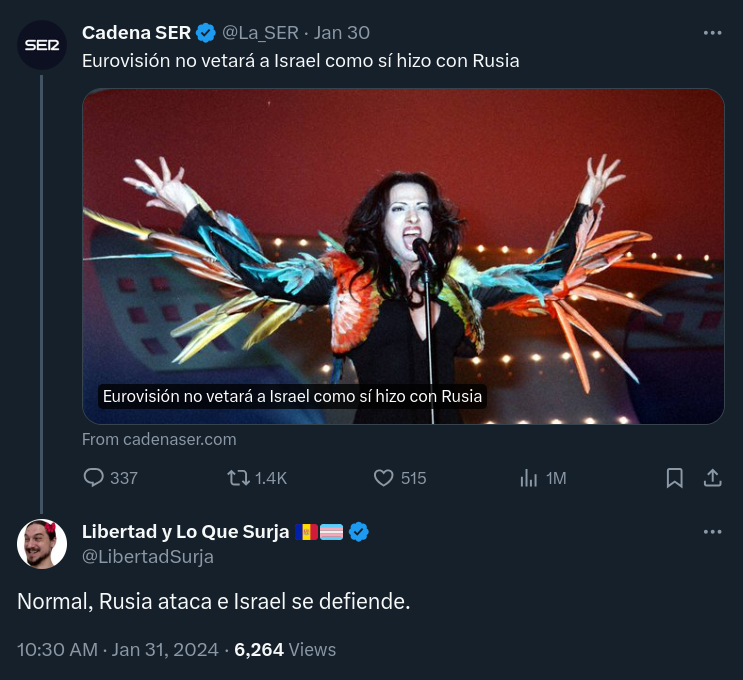 SER
Cadena SER @La_SER · Jan 30
Eurovisión no vetará a Israel como sí hizo con Rusia
Eurovisión no vetará a Israel como sí hizo con Rusia
From cadenaser.com
337 1.4K 515 1M
Libertad y Lo Que Surja
@LibertadSurja
Normal, Rusia ataca e Israel se defiende.
10:30 AM · Jan 31, 2024 · 6,264 Views